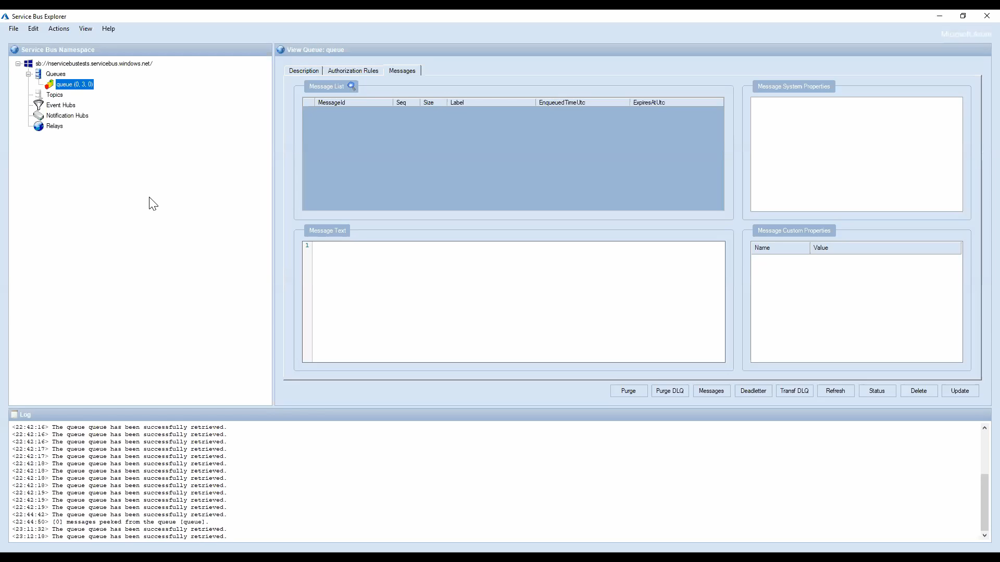 Service Bus Explorer
File Edit Actions View Help
Microsoft Azure
Service Bus Namespace
sb://nservicebustests.servicebus.windows.net/
Queues
queue (0, 3, 0)
Topics
Event Hubs
Notification Hubs
Relays
View Queue: queue
Description Authorization Rules Messages
Message List
MessageId Seq Size Label EnqueuedTimeUtc ExpiresAtUtc
Message System Properties
Message Text
1
Message Custom Properties
Name Value
Purge Purge DLQ Messages Deadletter Transf DLQ Refresh Status Delete Update
Log
<22:42:16> The queue queue has been successfully retrieved.
<22:42:16> The queue queue has been successfully retrieved.
<22:42:16> The queue queue has been successfully retrieved.
<22:42:17> The queue queue has been successfully retrieved.
<22:42:17> The queue queue has been successfully retrieved.
<22:42:18> The queue queue has been successfully retrieved.
<22:42:18> The queue queue has been successfully retrieved.
<22:42:18> The queue queue has been successfully retrieved.
<22:42:18> The queue queue has been successfully retrieved.
<22:42:19> The queue queue has been successfully retrieved.
<22:42:19> The queue queue has been successfully retrieved.
<22:42:19> The queue queue has been successfully retrieved.
<22:44:42> The queue queue has been successfully retrieved.
<22:44:50> [0] messages peeked from the queue [queue].
<23:11:32> The queue queue has been successfully retrieved.
<23:12:18> The queue queue has been successfully retrieved.